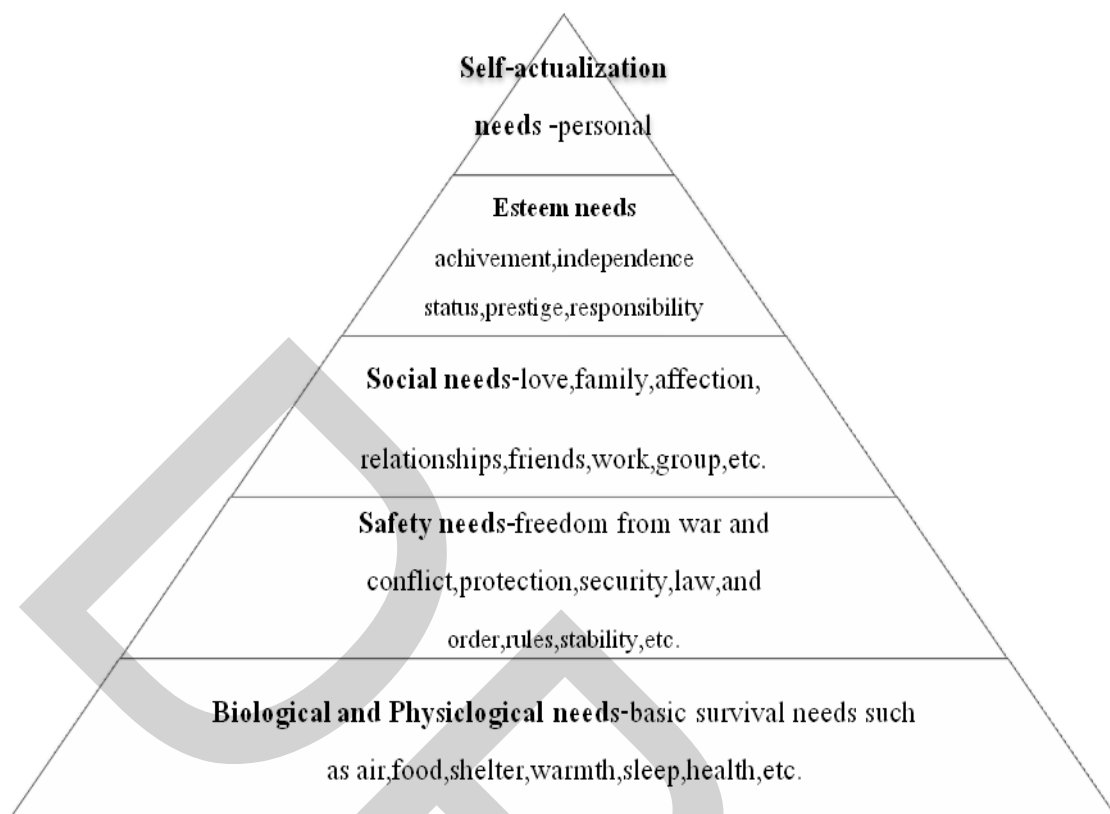 Self-actualization
needs -personal
Esteem needs
achivement,independence
status,prestige,responsibility
Social needs-love,family,affection,
relationships,friends,work,group,etc.
Safety needs-freedom from war and
conflict,protection,security,law,and
order,rules,stability,etc.
Biological and Physiclogical needs-basic survival needs such
as air,food,shelter,warmth,sleep,health,etc.